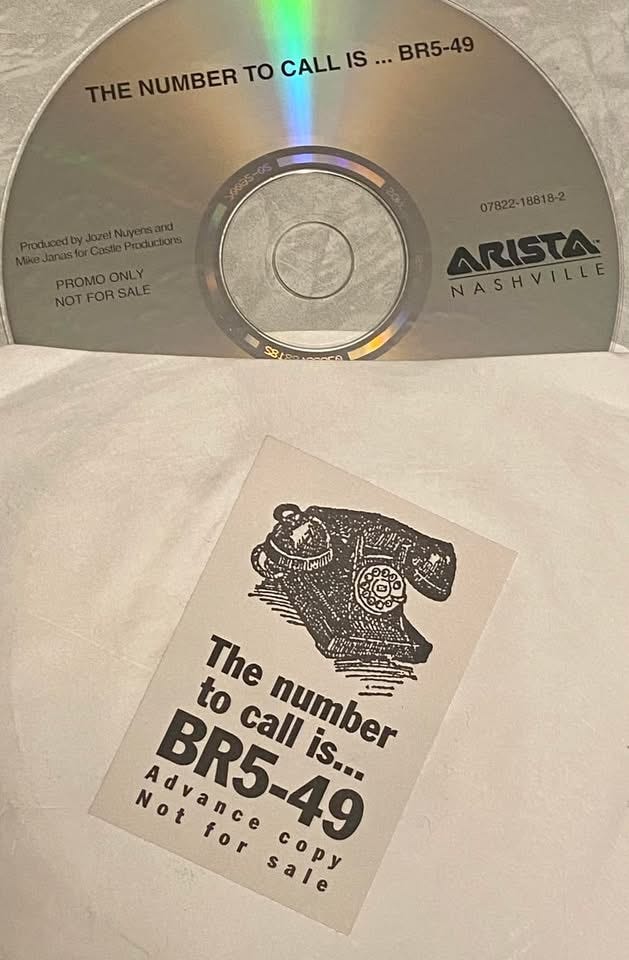 THE NUMBER TO CALL IS ... BR5-49
07822-18818-2
Produced by Jozef Nuyens and
Mike Janas for Castle Productions
PROMO ONLY
NOT FOR SALE
ARISTA™
NASHVILLE
The number
to call is...
BR5-49
Advance copy
Not for sale